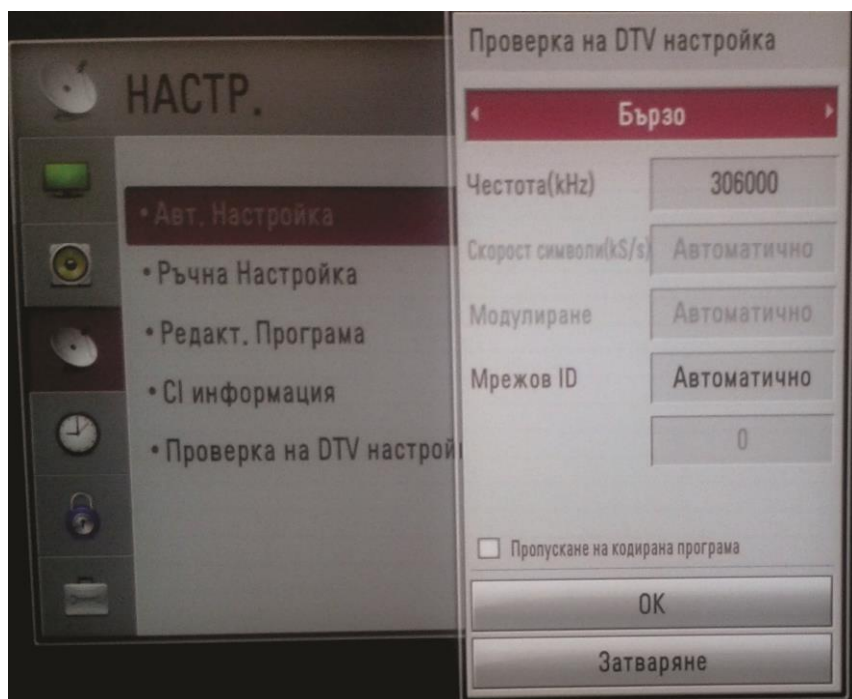 НАСТР.
• Авт. Настройка
• Ръчна Настройка
• Редакт. Програма
• CI информация
• Проверка на DTV настрой
Проверка на DTV настройка
Бързо
Честота(kHz) 306000
Скорост символи(kS/s) Автоматично
Модулиране Автоматично
Мрежов ID Автоматично
0
Пропускане на кодирана програма
OK
Затваряне